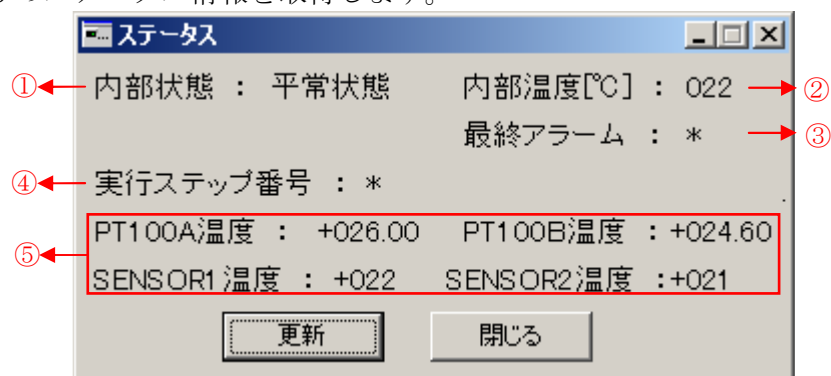 ステータス
① 内部状態 : 平常状態 内部温度[℃] : 022 ②
最終アラーム : * ③
④ 実行ステップ番号 : *
⑤ PT100A温度 : +026.00 PT100B温度 : +024.60
SENSOR1温度 : +022 SENSOR2温度 :+021
更新 閉じる